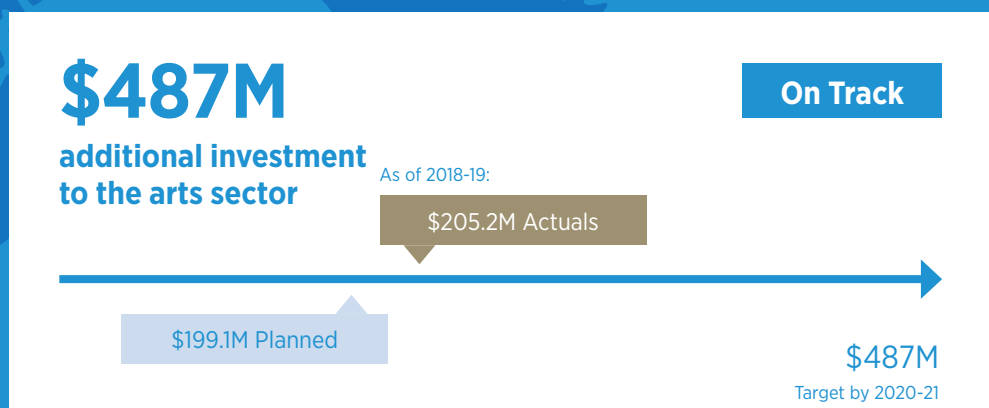 $487M
additional investment
to the arts sector
On Track
As of 2018-19:
$205.2M Actuals
$199.1M Planned
$487M
Target by 2020-21